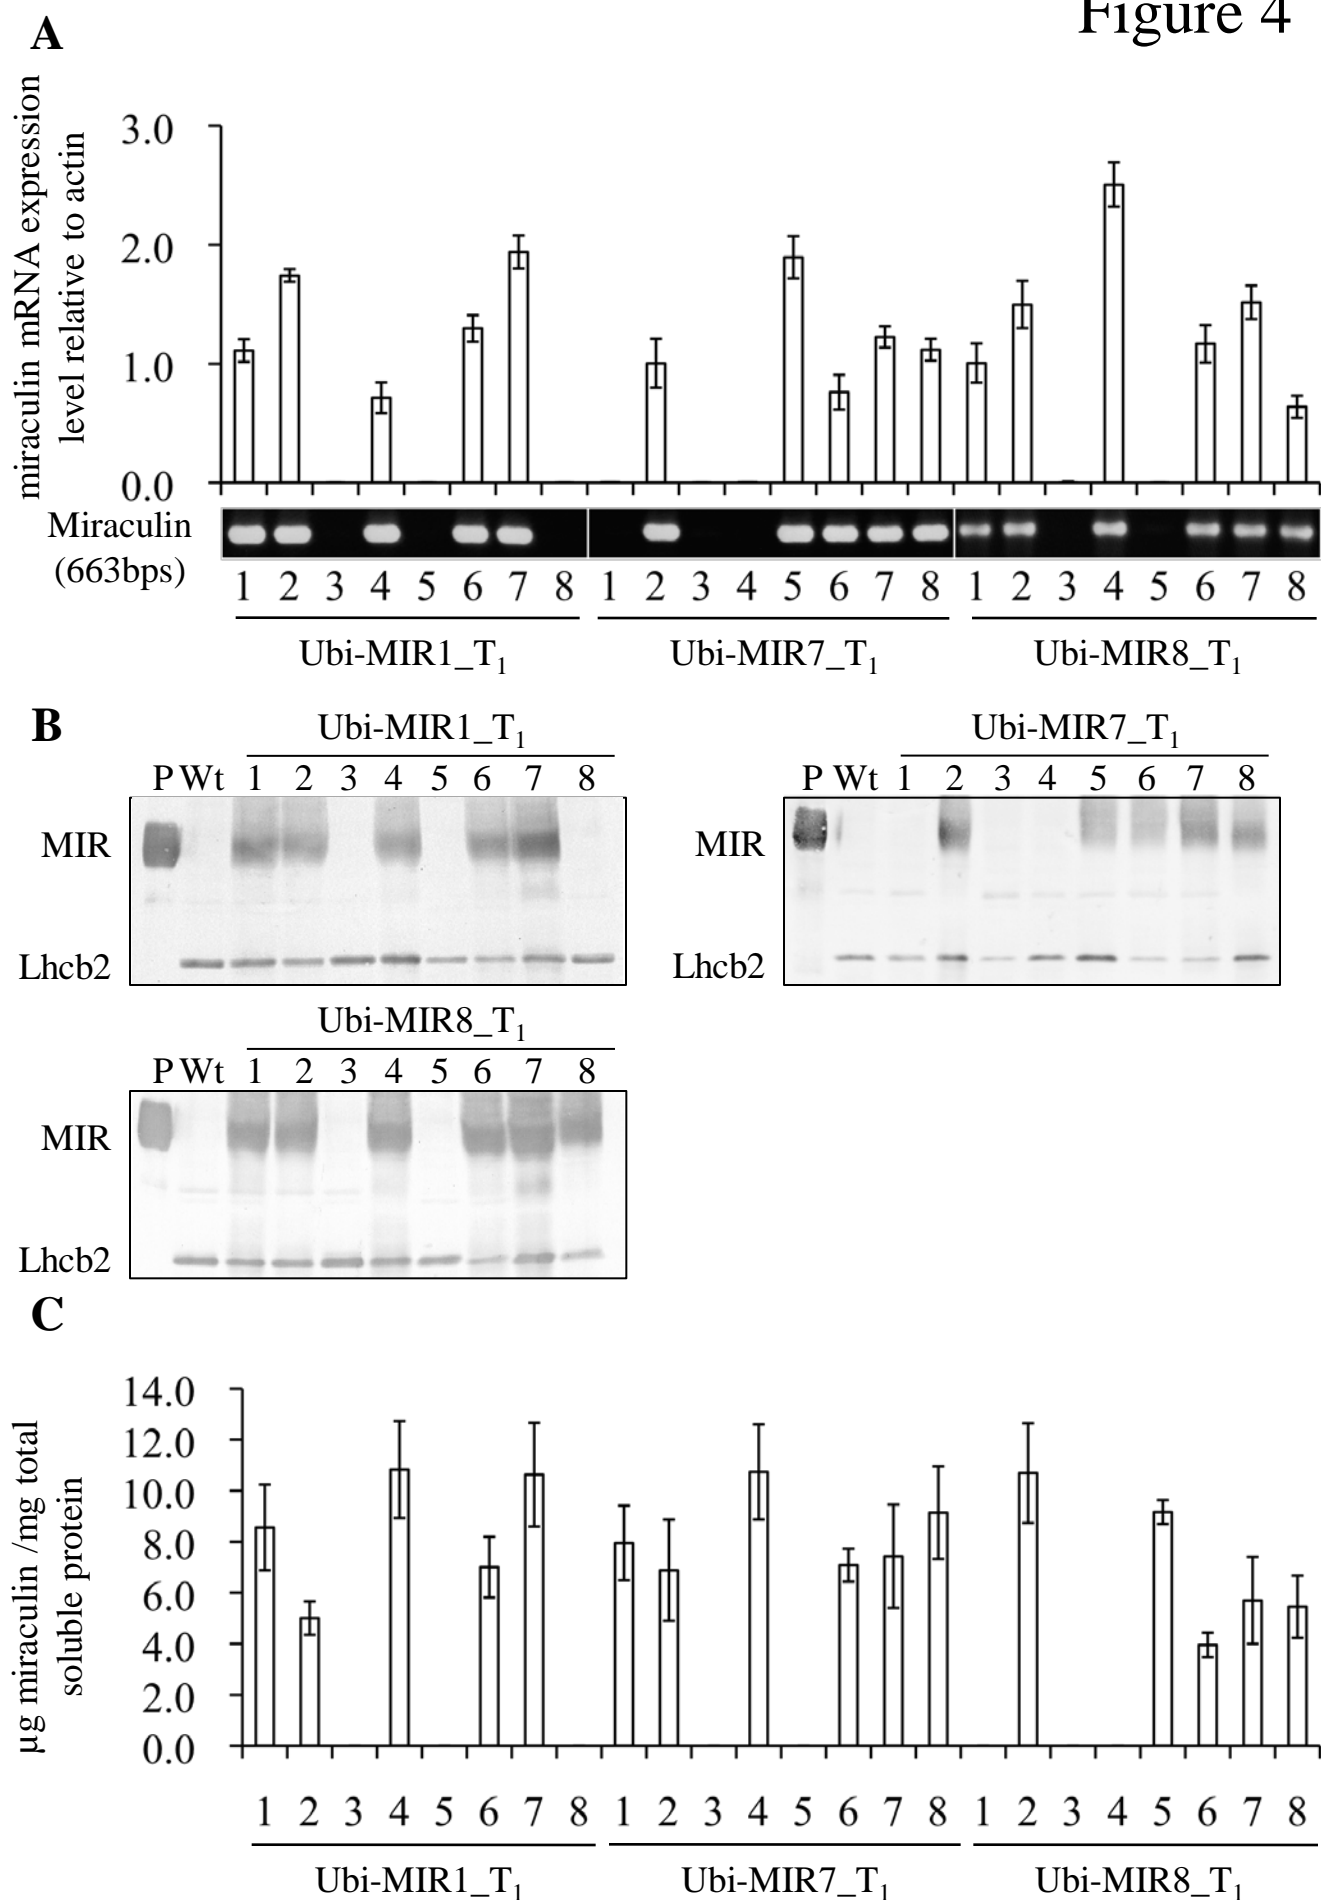 Figure 4
A
miraculin mRNA expression
level relative to actin
3.0
2.0
1.0
0.0
Miraculin
(663bps)
1 2 3 4 5 6 7 8 1 2 3 4 5 6 7 8 1 2 3 4 5 6 7 8
Ubi-MIR1_T1 Ubi-MIR7_T1 Ubi-MIR8_T1
B
Ubi-MIR1_T1
P Wt 1 2 3 4 5 6 7 8
MIR
Lhcb2
Ubi-MIR7_T1
P Wt 1 2 3 4 5 6 7 8
MIR
Lhcb2
Ubi-MIR8_T1
P Wt 1 2 3 4 5 6 7 8
MIR
Lhcb2
C
µg miraculin /mg total
soluble protein
14.0
12.0
10.0
8.0
6.0
4.0
2.0
0.0
1 2 3 4 5 6 7 8 1 2 3 4 5 6 7 8 1 2 3 4 5 6 7 8
Ubi-MIR1_T1 Ubi-MIR7_T1 Ubi-MIR8_T1